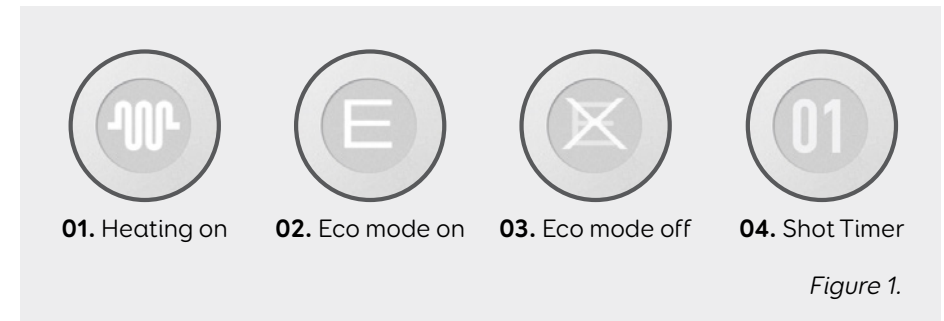 E
E
01
01. Heating on
02. Eco mode on
03. Eco mode off
04. Shot Timer
Figure 1.